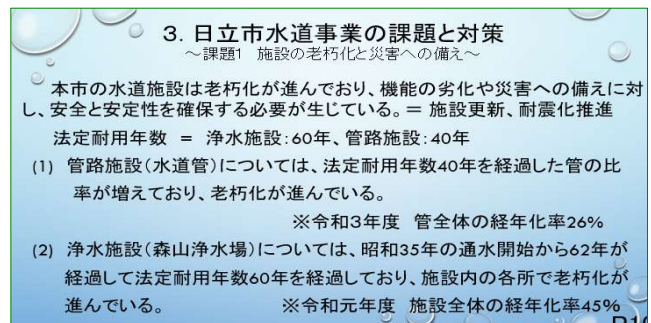 3. 日立市水道事業の課題と対策
～課題1 施設の老朽化と災害への備え～
本市の水道施設は老朽化が進んでおり、機能の劣化や災害への備えに対
し、安全と安定性を確保する必要が生じている。＝ 施設更新、耐震化推進
法定耐用年数 ＝ 浄水施設:60年、管路施設:40年
(1) 管路施設(水道管)については、法定耐用年数40年を経過した管の比
率が増えており、老朽化が進んでいる。
※令和3年度 管全体の経年化率26%
(2) 浄水施設(森山浄水場)については、昭和35年の通水開始から62年が
経過して法定耐用年数60年を経過しており、施設内の各所で老朽化が
進んでいる。 ※令和元年度 施設全体の経年化率45%